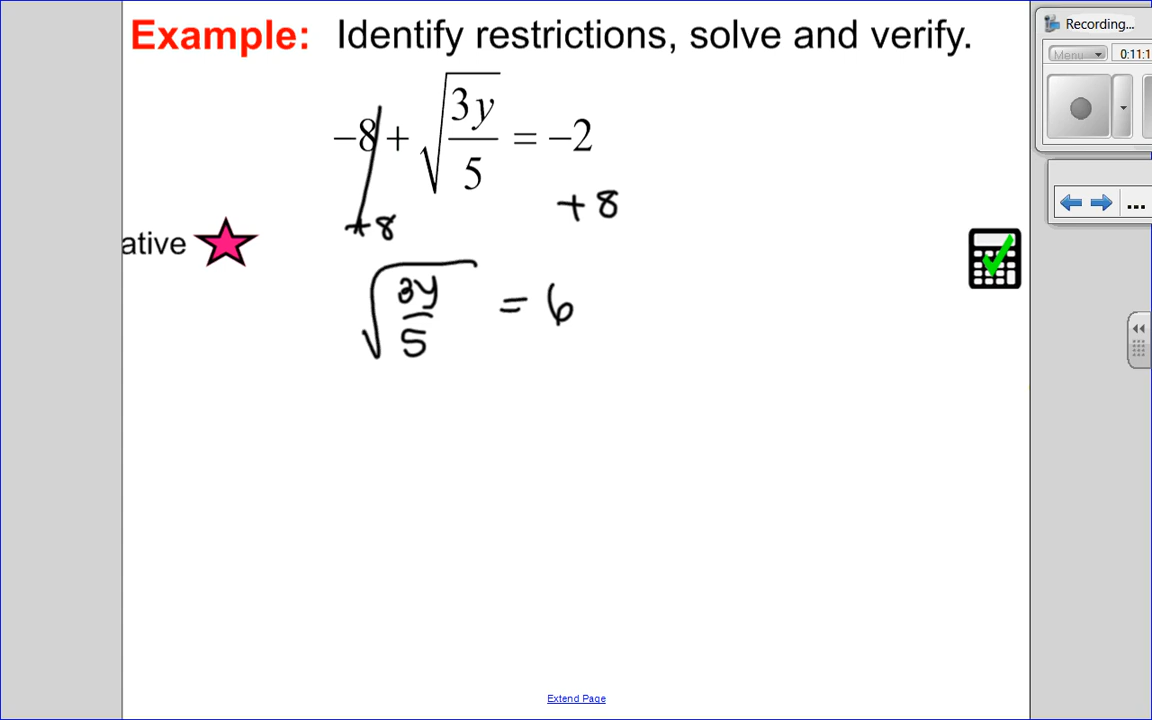 Example: Identify restrictions, solve and verify.
−8 + √(3y/5) = −2
+8 +8
ative
√(3y/5) = 6
Extend Page
Recording...
Menu
0:11:1
...